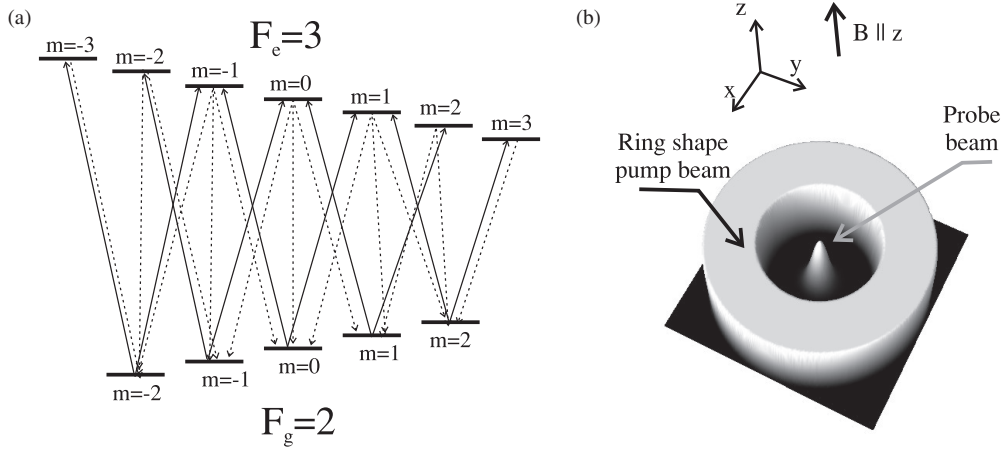 (a)
F_e=3
m=-3
m=-2
m=-1
m=0
m=1
m=2
m=3
m=-2
m=-1
m=0
m=1
m=2
F_g=2
(b)
z
B || z
y
x
Ring shape
pump beam
Probe
beam